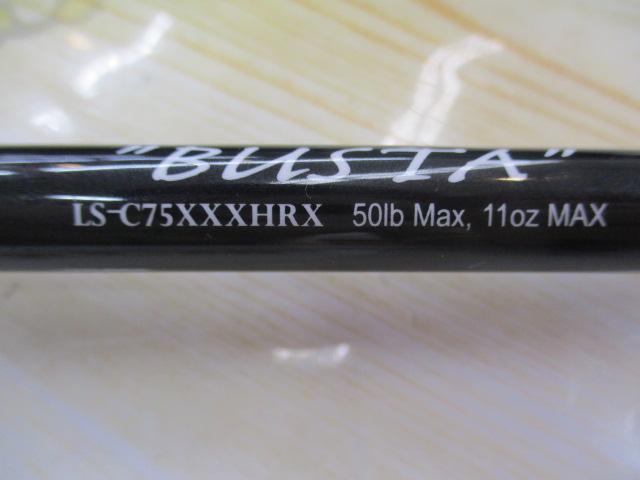 "BUSTA"
LS-C75XXXHRX 50lb Max, 11oz MAX